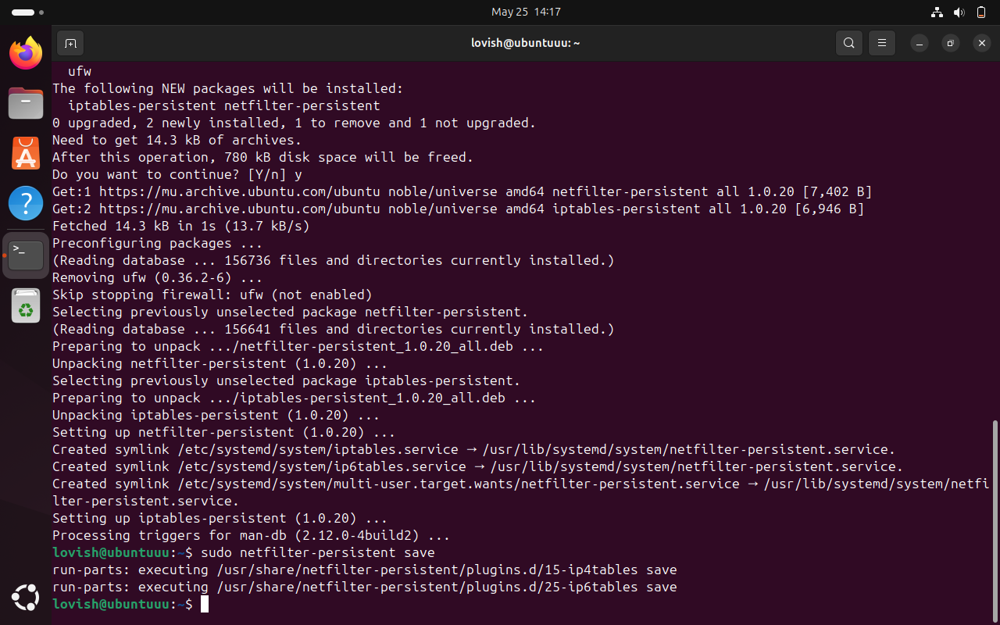 May 25 14:17
lovish@ubuntuuu: ~
ufw
The following NEW packages will be installed:
iptables-persistent netfilter-persistent
0 upgraded, 2 newly installed, 1 to remove and 1 not upgraded.
Need to get 14.3 kB of archives.
After this operation, 780 kB disk space will be freed.
Do you want to continue? [Y/n] y
Get:1 https://mu.archive.ubuntu.com/ubuntu noble/universe amd64 netfilter-persistent all 1.0.20 [7,402 B]
Get:2 https://mu.archive.ubuntu.com/ubuntu noble/universe amd64 iptables-persistent all 1.0.20 [6,946 B]
Fetched 14.3 kB in 1s (13.7 kB/s)
Preconfiguring packages ...
(Reading database ... 156736 files and directories currently installed.)
Removing ufw (0.36.2-6) ...
Skip stopping firewall: ufw (not enabled)
Selecting previously unselected package netfilter-persistent.
(Reading database ... 156641 files and directories currently installed.)
Preparing to unpack .../netfilter-persistent_1.0.20_all.deb ...
Unpacking netfilter-persistent (1.0.20) ...
Selecting previously unselected package iptables-persistent.
Preparing to unpack .../iptables-persistent_1.0.20_all.deb ...
Unpacking iptables-persistent (1.0.20) ...
Setting up netfilter-persistent (1.0.20) ...
Created symlink /etc/systemd/system/iptables.service → /usr/lib/systemd/system/netfilter-persistent.service.
Created symlink /etc/systemd/system/ip6tables.service → /usr/lib/systemd/system/netfilter-persistent.service.
Created symlink /etc/systemd/system/multi-user.target.wants/netfilter-persistent.service → /usr/lib/systemd/system/netfi
lter-persistent.service.
Setting up iptables-persistent (1.0.20) ...
Processing triggers for man-db (2.12.0-4build2) ...
lovish@ubuntuuu:~$ sudo netfilter-persistent save
run-parts: executing /usr/share/netfilter-persistent/plugins.d/15-ip4tables save
run-parts: executing /usr/share/netfilter-persistent/plugins.d/25-ip6tables save
lovish@ubuntuuu:~$